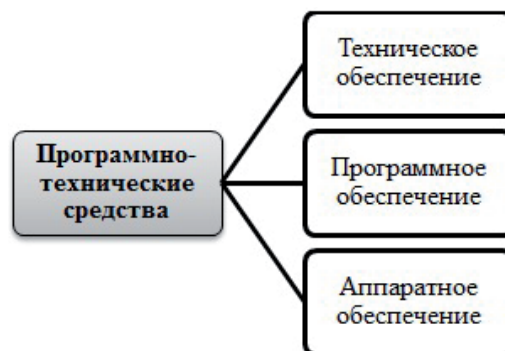 Программно-
технические
средства
Техническое
обеспечение
Программное
обеспечение
Аппаратное
обеспечение